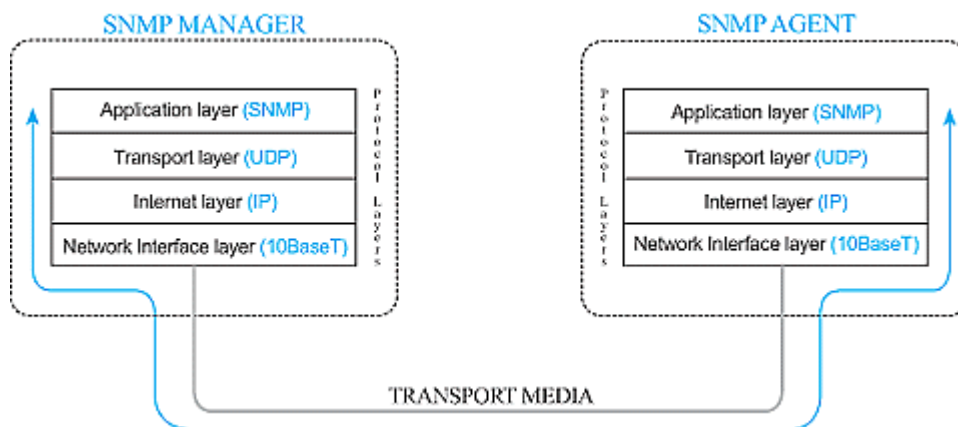 SNMP MANAGER
Application layer (SNMP)
Transport layer (UDP)
Internet layer (IP)
Network Interface layer (10BaseT)
Protocol Layers
SNMP AGENT
Protocol Layers
Application layer (SNMP)
Transport layer (UDP)
Internet layer (IP)
Network Interface layer (10BaseT)
TRANSPORT MEDIA